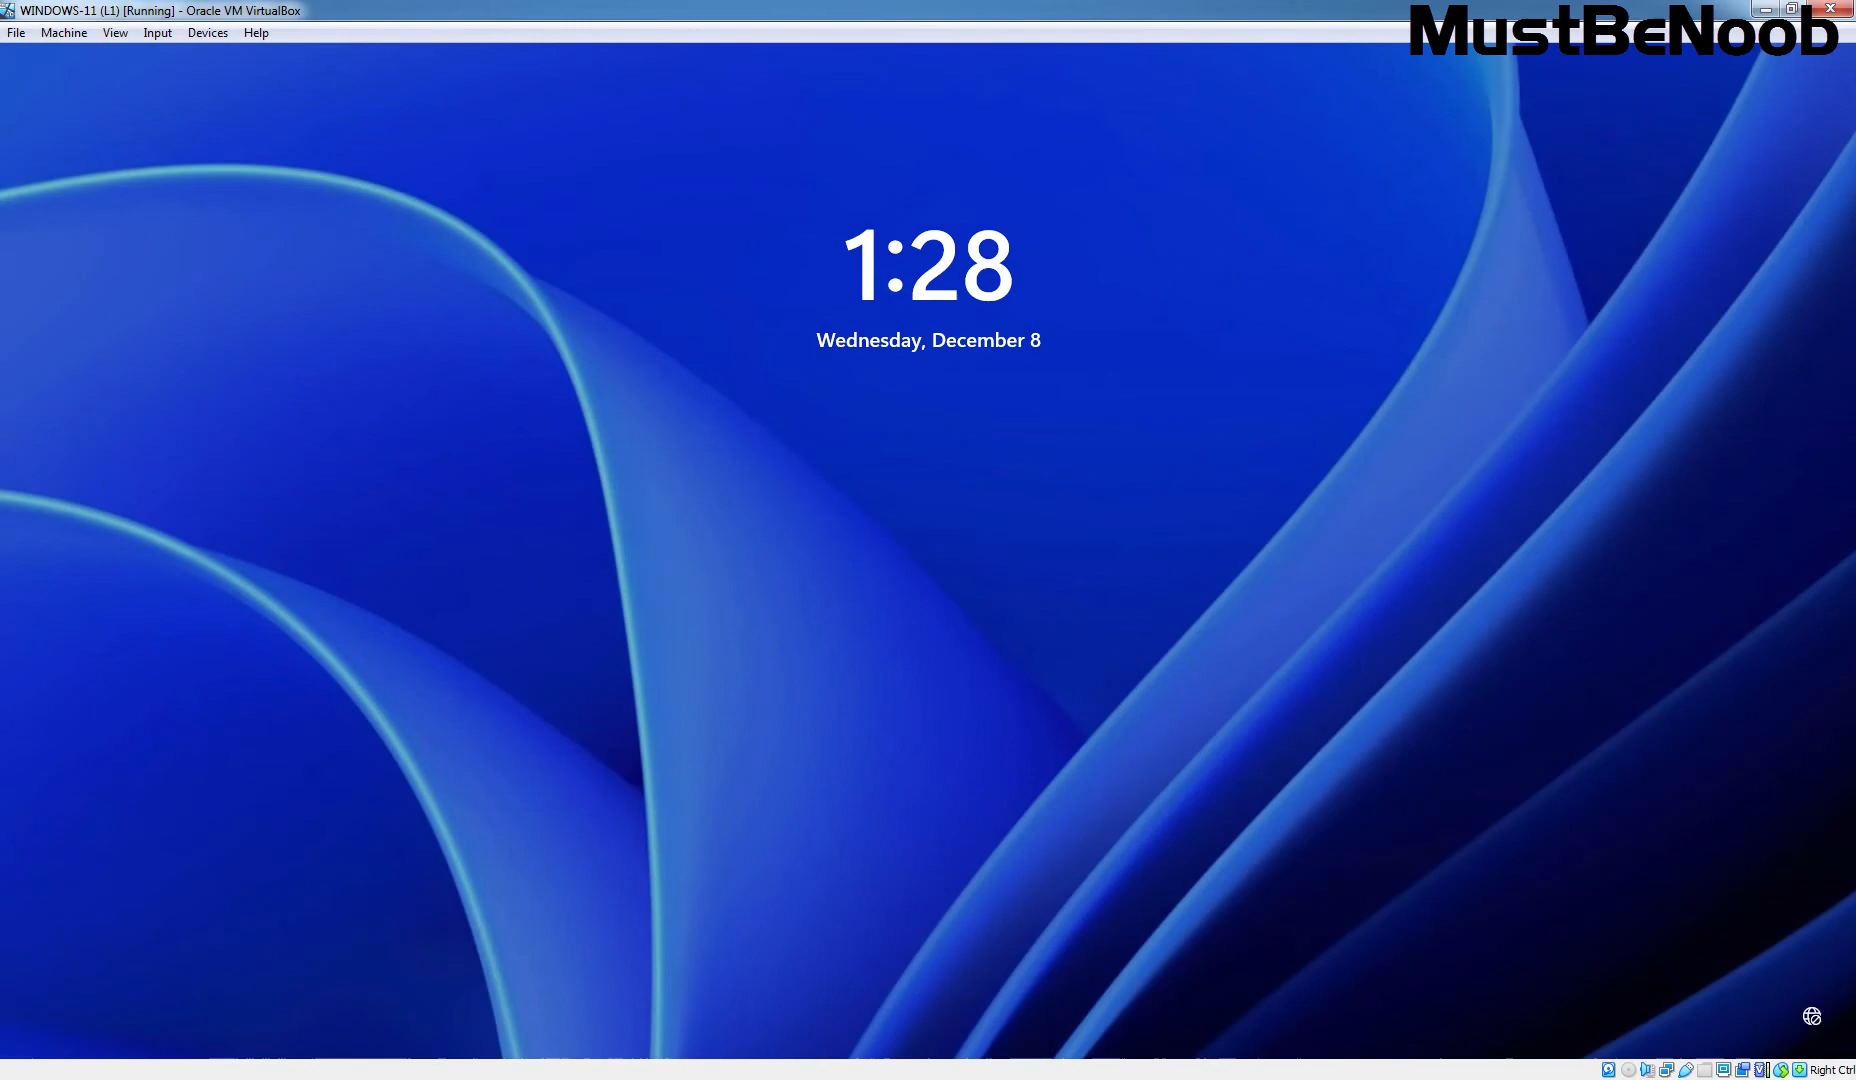 WINDOWS-11 (L1) [Running] - Oracle VM VirtualBox
File Machine View Input Devices Help
MustBeNoob
1:28
Wednesday, December 8
Right Ctrl